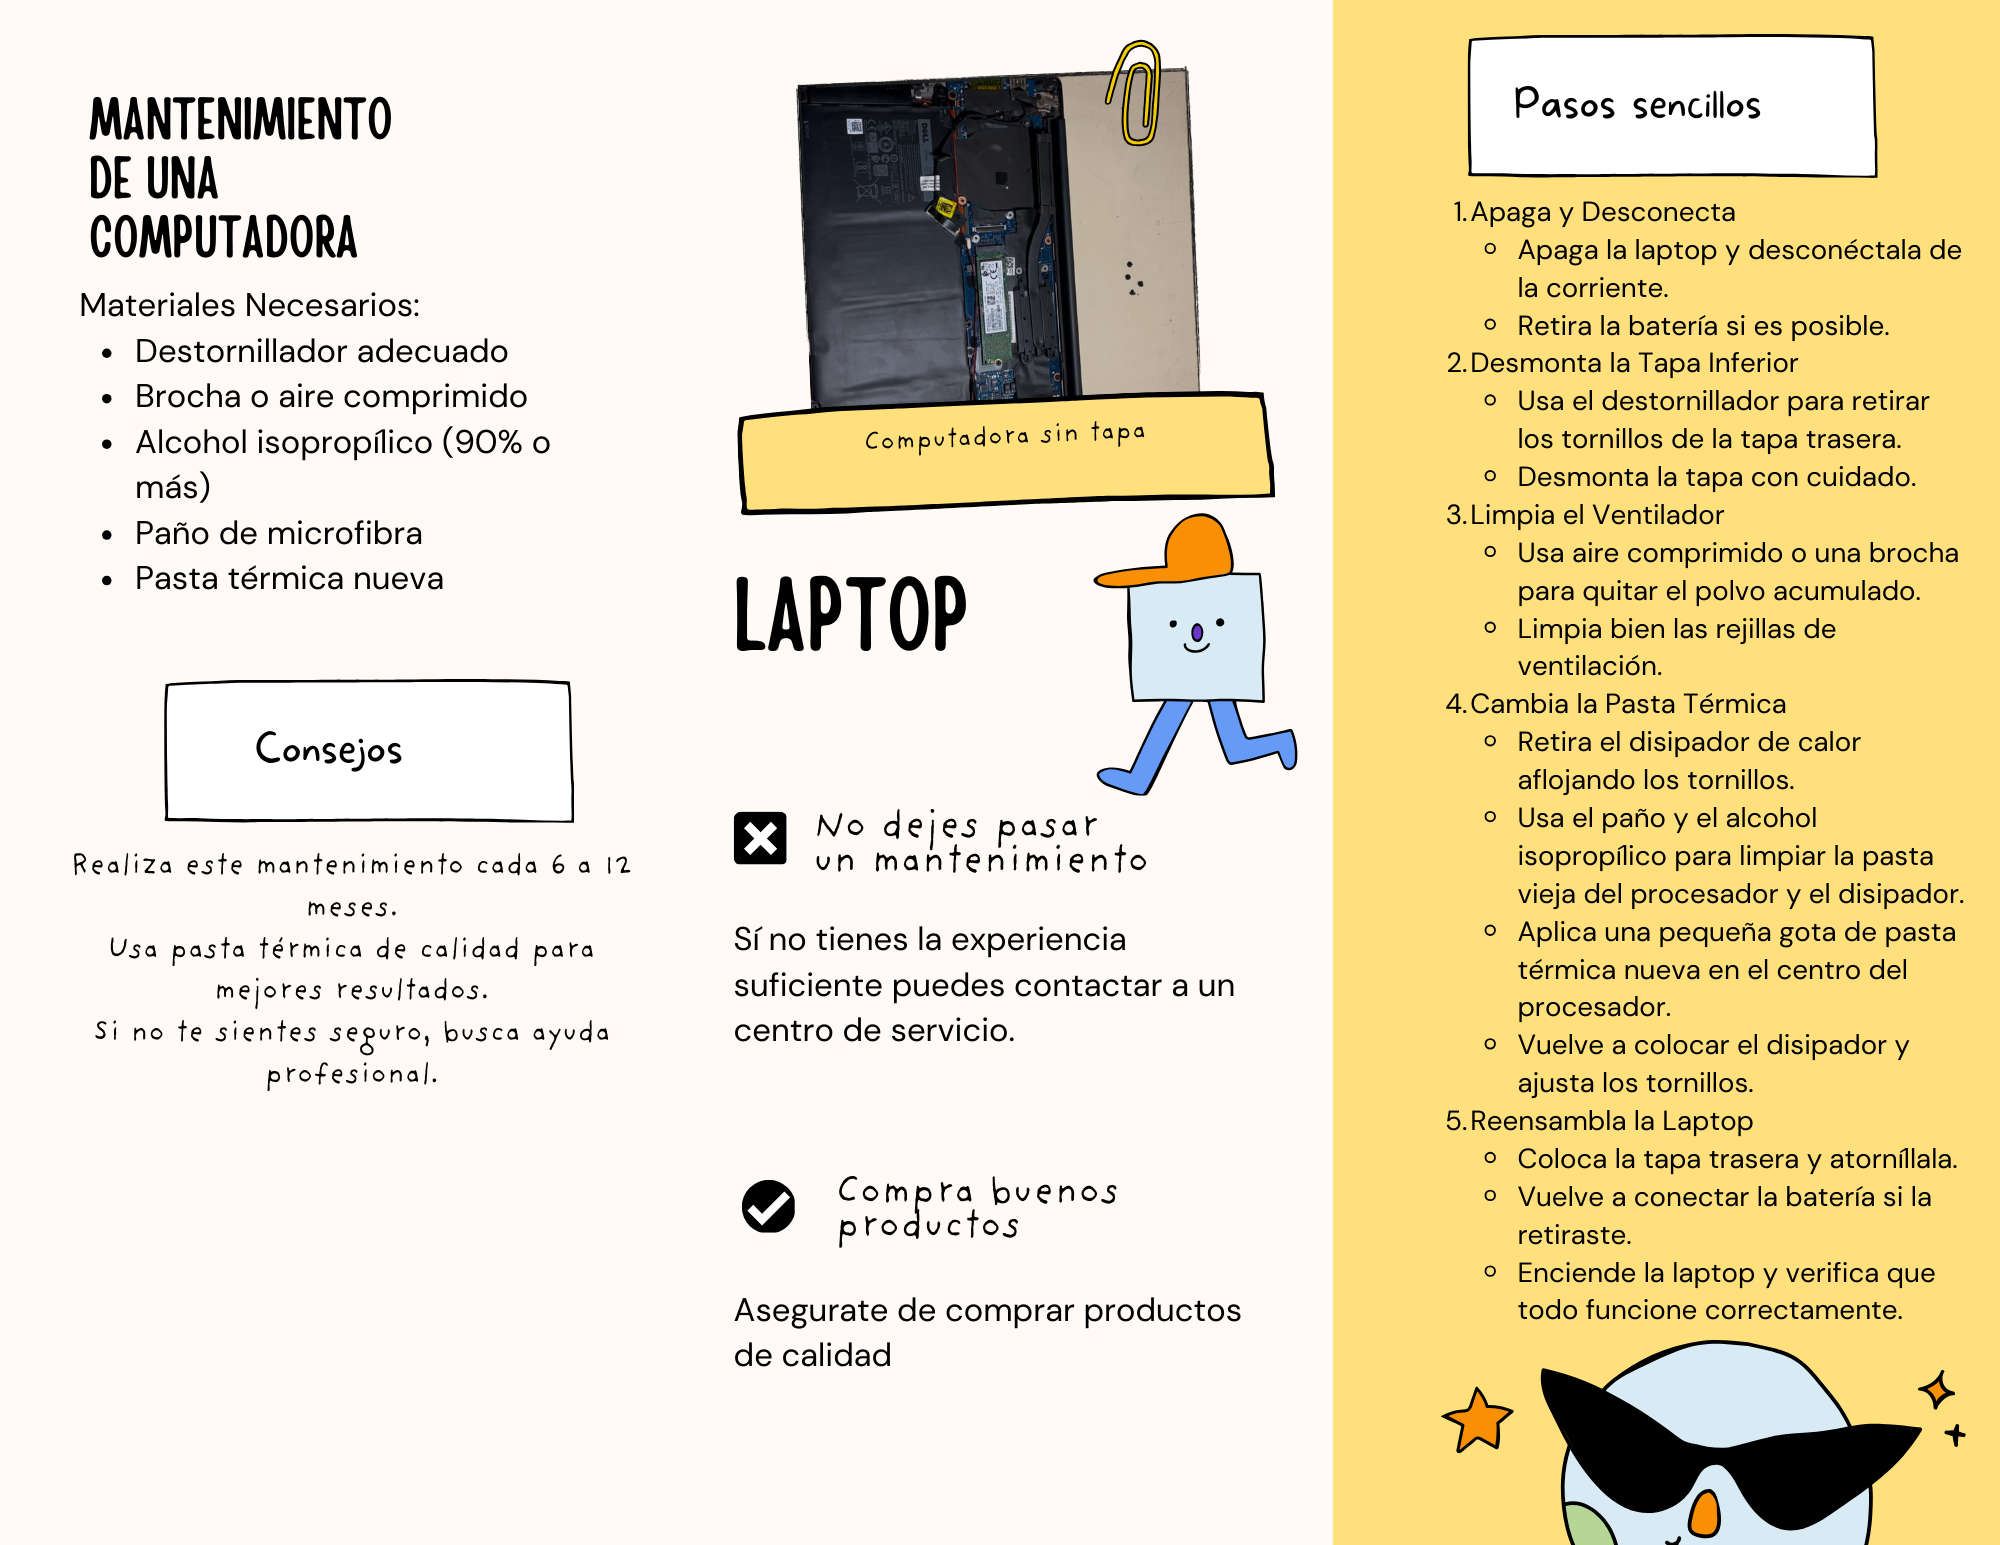 MANTENIMIENTO
DE UNA
COMPUTADORA
Materiales Necesarios:
• Destornillador adecuado
• Brocha o aire comprimido
• Alcohol isopropílico (90% o
más)
• Paño de microfibra
• Pasta térmica nueva
Consejos
Realiza este mantenimiento cada 6 a 12
meses.
Usa pasta térmica de calidad para
mejores resultados.
Si no te sientes seguro, busca ayuda
profesional.
DELL
Computadora sin tapa
LAPTOP
No dejes pasar
un mantenimiento
Sí no tienes la experiencia
suficiente puedes contactar a un
centro de servicio.
Compra buenos
productos
Asegurate de comprar productos
de calidad
Pasos sencillos
1. Apaga y Desconecta
Apaga la laptop y desconéctala de
la corriente.
Retira la batería si es posible.
2. Desmonta la Tapa Inferior
Usa el destornillador para retirar
los tornillos de la tapa trasera.
Desmonta la tapa con cuidado.
3. Limpia el Ventilador
Usa aire comprimido o una brocha
para quitar el polvo acumulado.
Limpia bien las rejillas de
ventilación.
4. Cambia la Pasta Térmica
Retira el disipador de calor
aflojando los tornillos.
Usa el paño y el alcohol
isopropílico para limpiar la pasta
vieja del procesador y el disipador.
Aplica una pequeña gota de pasta
térmica nueva en el centro del
procesador.
Vuelve a colocar el disipador y
ajusta los tornillos.
5. Reensambla la Laptop
Coloca la tapa trasera y atorníllala.
Vuelve a conectar la batería si la
retiraste.
Enciende la laptop y verifica que
todo funcione correctamente.